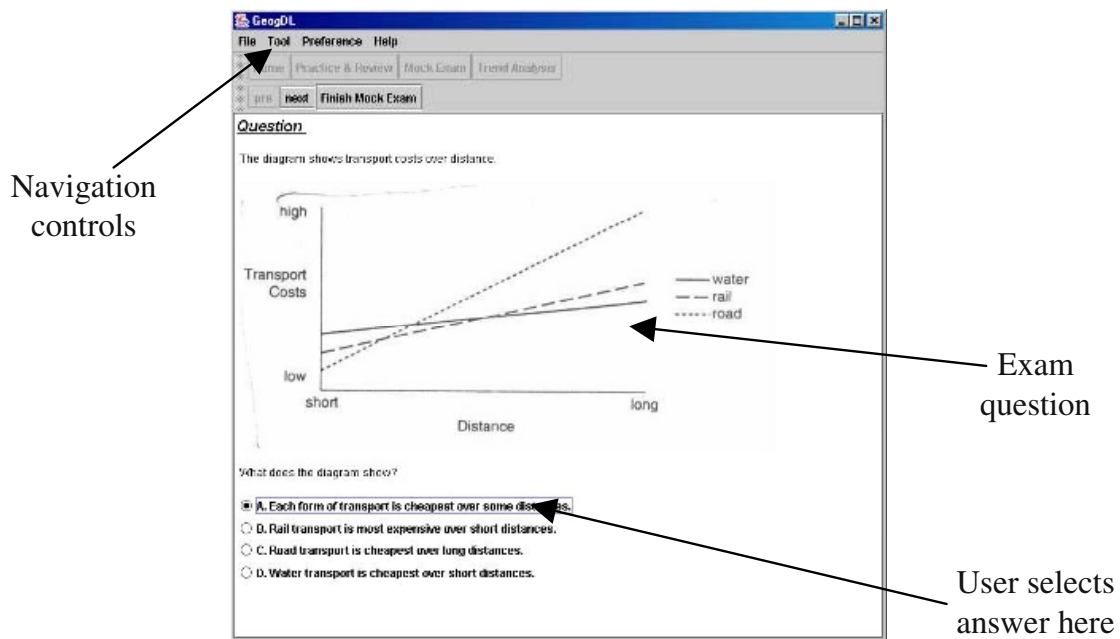 GeogDL
File Tool Preference Help
Home Practice & Review Mock Exam Trend Analysis
pre next Finish Mock Exam
Question
The diagram shows transport costs over distance.
Navigation
controls
high
Transport
Costs
low
short
long
Distance
water
rail
road
Exam
question
What does the diagram show?
A. Each form of transport is cheapest over some distances.
B. Rail transport is most expensive over short distances.
C. Road transport is cheapest over long distances.
D. Water transport is cheapest over short distances.
User selects
answer here